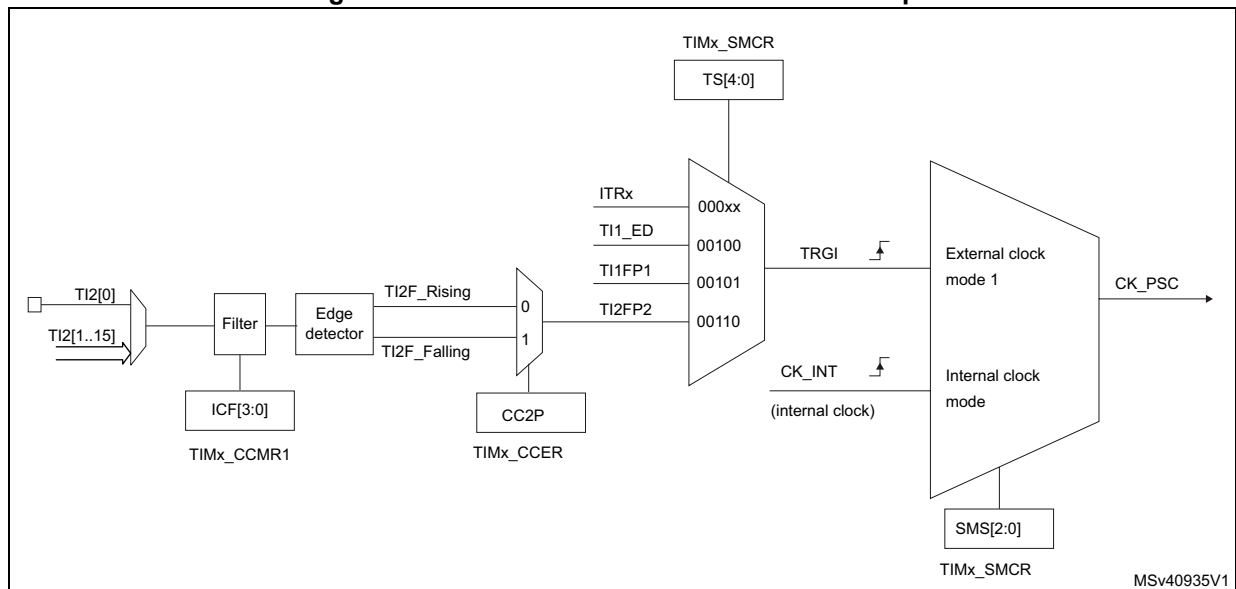 TIMx_SMCR
TS[4:0]
ITRx
000xx
TI1_ED
00100
TI1FP1
00101
TI2FP2
00110
TRGI
External clock
mode 1
CK_PSC
TI2[0]
TI2[1..15]
Filter
Edge
detector
TI2F_Rising
TI2F_Falling
0
1
ICF[3:0]
TIMx_CCMR1
CC2P
TIMx_CCER
CK_INT
(internal clock)
Internal clock
mode
SMS[2:0]
TIMx_SMCR
MSv40935V1